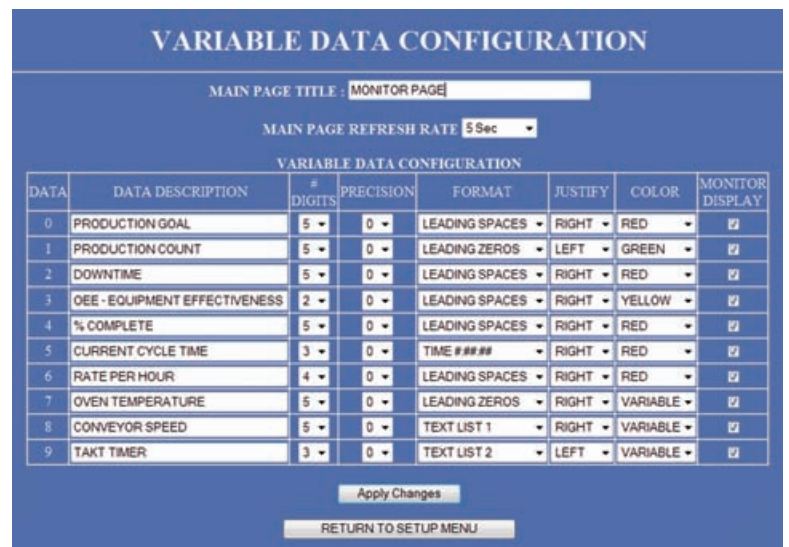 VARIABLE DATA CONFIGURATION
MAIN PAGE TITLE : MONITOR PAGE
MAIN PAGE REFRESH RATE 5 Sec
VARIABLE DATA CONFIGURATION
DATA DATA DESCRIPTION # DIGITS PRECISION FORMAT JUSTIFY COLOR MONITOR DISPLAY
0 PRODUCTION GOAL 5 0 LEADING SPACES RIGHT RED
1 PRODUCTION COUNT 5 0 LEADING ZEROS LEFT GREEN
2 DOWNTIME 5 0 LEADING SPACES RIGHT RED
3 OEE - EQUIPMENT EFFECTIVENESS 2 0 LEADING SPACES RIGHT YELLOW
4 % COMPLETE 5 0 LEADING SPACES RIGHT RED
5 CURRENT CYCLE TIME 3 0 TIME #:##:## RIGHT RED
6 RATE PER HOUR 4 0 LEADING SPACES RIGHT RED
7 OVEN TEMPERATURE 5 0 LEADING ZEROS RIGHT VARIABLE
8 CONVEYOR SPEED 5 0 TEXT LIST 1 RIGHT VARIABLE
9 TAKT TIMER 3 0 TEXT LIST 2 LEFT VARIABLE
Apply Changes
RETURN TO SETUP MENU